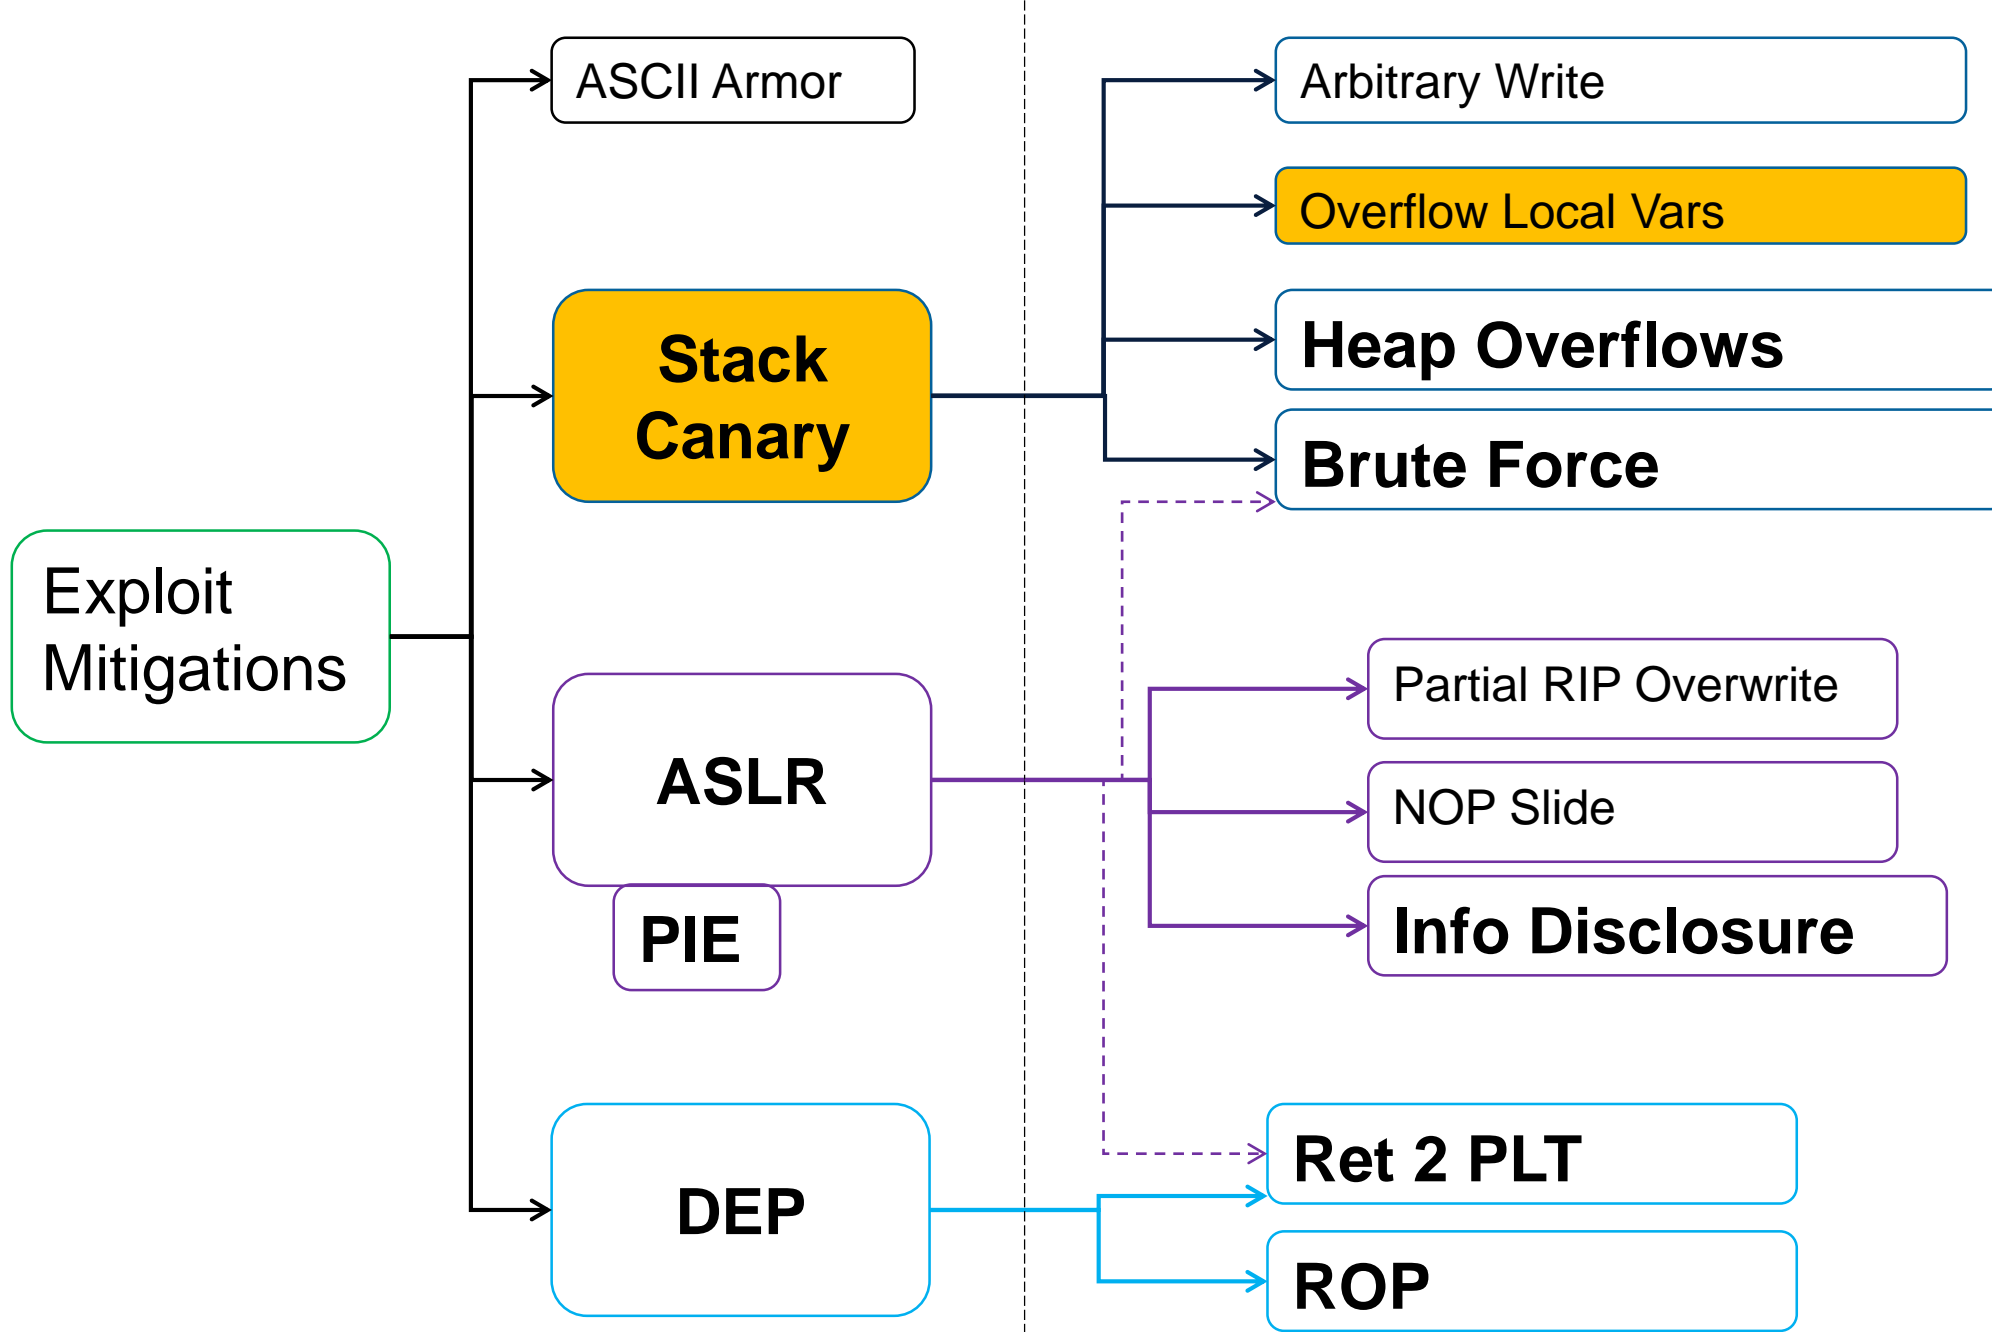 Exploit
Mitigations
ASCII Armor
Stack
Canary
ASLR
PIE
DEP
Arbitrary Write
Overflow Local Vars
Heap Overflows
Brute Force
Partial RIP Overwrite
NOP Slide
Info Disclosure
Ret 2 PLT
ROP